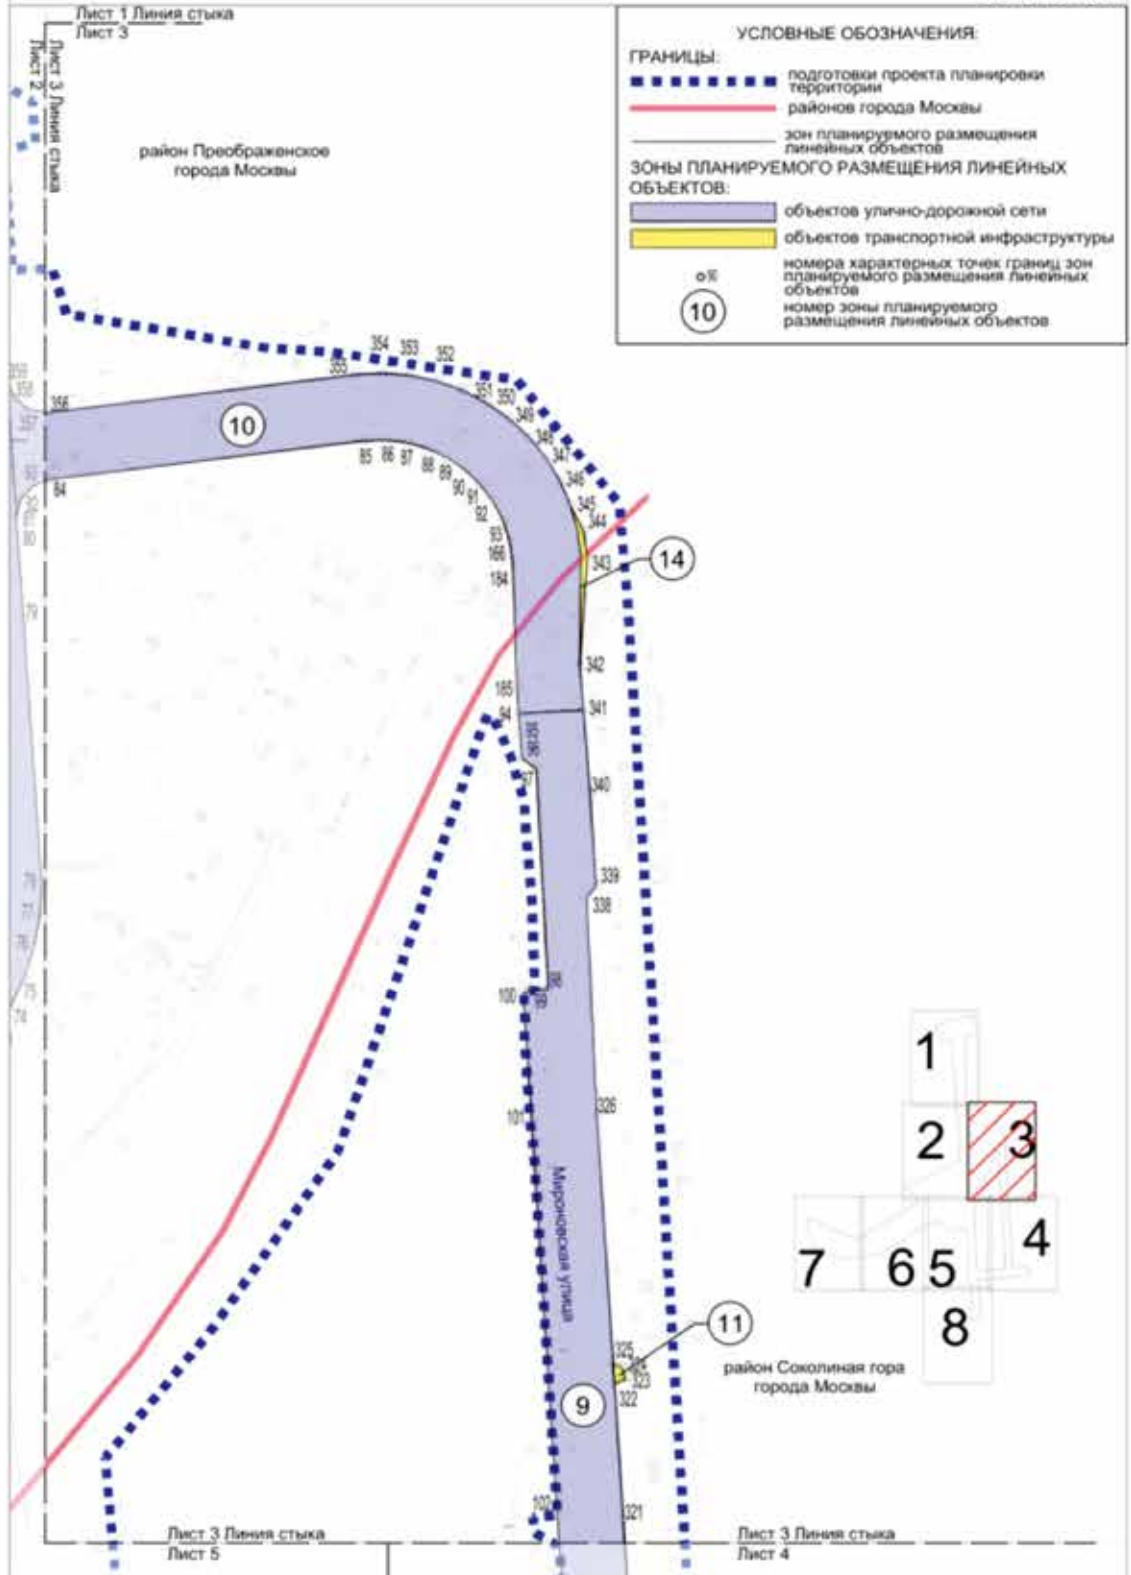 Лист 1 Линия стыка
Лист 3
Лист 3 Линия стыка
Лист 2
район Преображенское
города Москвы
УСЛОВНЫЕ ОБОЗНАЧЕНИЯ:
ГРАНИЦЫ:
подготовки проекта планировки
территории
районов города Москвы
зон планируемого размещения
линейных объектов
ЗОНЫ ПЛАНИРУЕМОГО РАЗМЕЩЕНИЯ ЛИНЕЙНЫХ
ОБЪЕКТОВ:
объектов улично-дорожной сети
объектов транспортной инфраструктуры
номера характерных точек границ зон
планируемого размещения линейных
объектов
10
номер зоны планируемого
размещения линейных объектов
354
353
352
355
351
350
349
348
347
346
345
344
343
356
10
84
85
86
87
88
89
90
91
92
93
166
184
14
342
185
94
341
97
340
339
338
100
101
326
Мироновская улица
1
2
3
4
7
6
5
8
11
325
323
322
район Соколиная гора
города Москвы
9
102
321
79
75
74
Лист 3 Линия стыка
Лист 5
Лист 3 Линия стыка
Лист 4